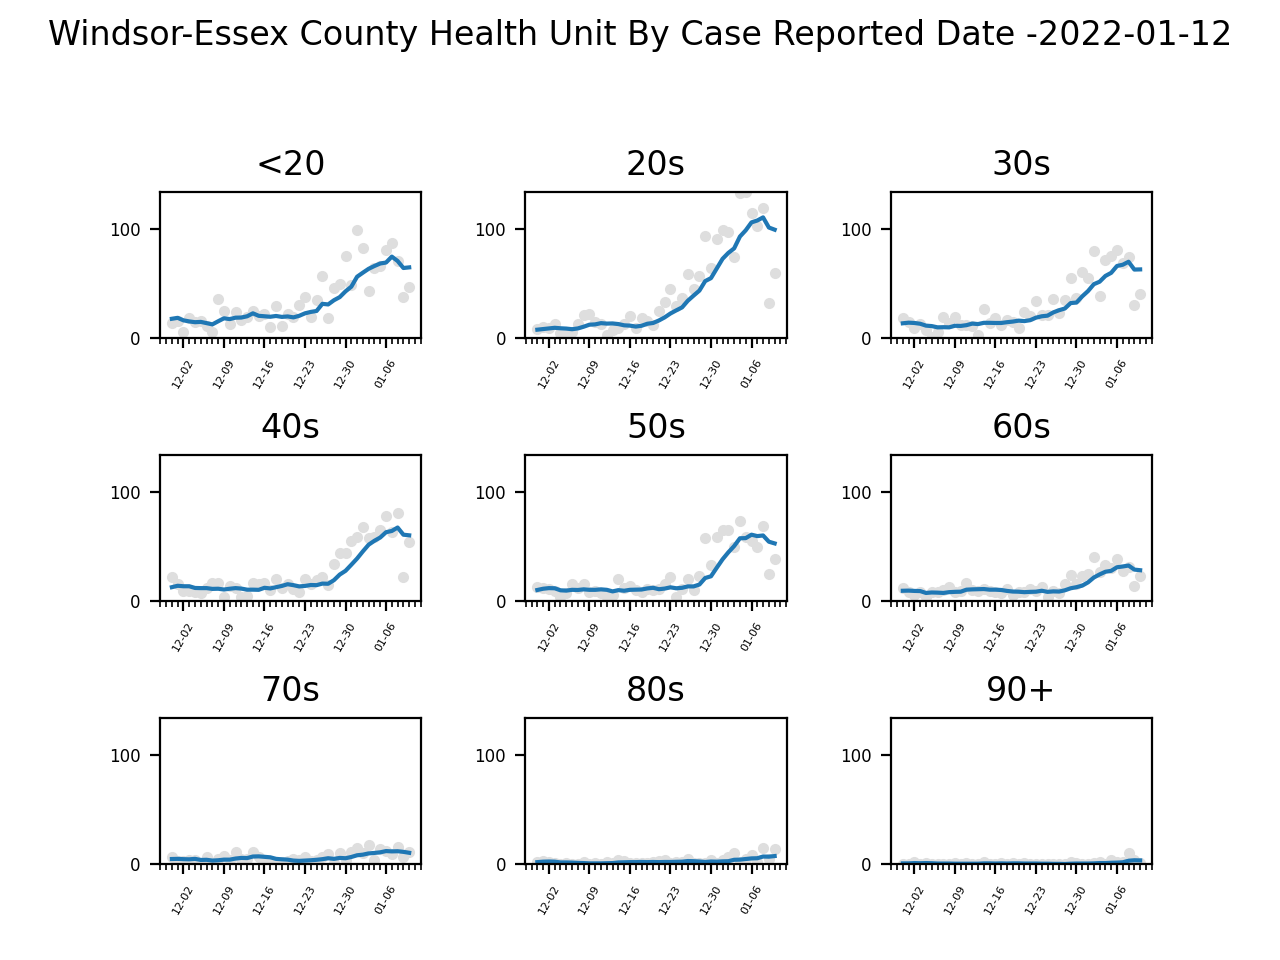 Windsor-Essex County Health Unit By Case Reported Date -2022-01-12
<20 20s 30s
100 100 100
0 0 0
12-02 12-09 12-16 12-23 12-30 01-06 12-02 12-09 12-16 12-23 12-30 01-06 12-02 12-09 12-16 12-23 12-30 01-06
40s 50s 60s
100 100 100
0 0 0
12-02 12-09 12-16 12-23 12-30 01-06 12-02 12-09 12-16 12-23 12-30 01-06 12-02 12-09 12-16 12-23 12-30 01-06
70s 80s 90+
100 100 100
0 0 0
12-02 12-09 12-16 12-23 12-30 01-06 12-02 12-09 12-16 12-23 12-30 01-06 12-02 12-09 12-16 12-23 12-30 01-06